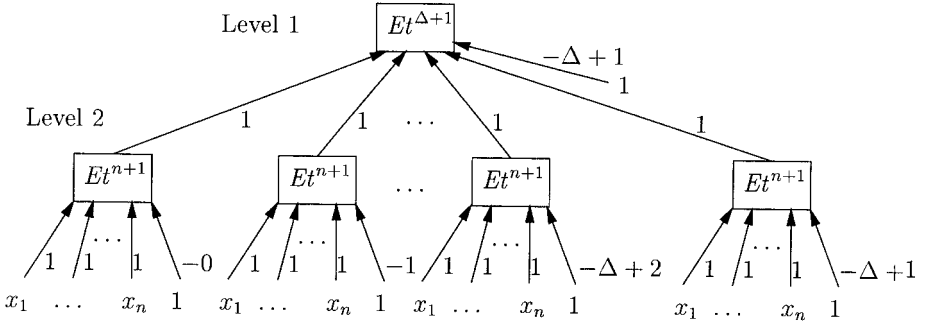 Level 1
Et^{Δ+1}
−Δ + 1
1
Level 2
1 1 ... 1 1
Et^{n+1} Et^{n+1} ... Et^{n+1} Et^{n+1}
... ... ... ...
1 1 1 −0 1 1 1 −1 1 1 1 −Δ + 2 1 1 1 −Δ + 1
x_1 ... x_n 1 x_1 ... x_n 1 x_1 ... x_n 1 x_1 ... x_n 1